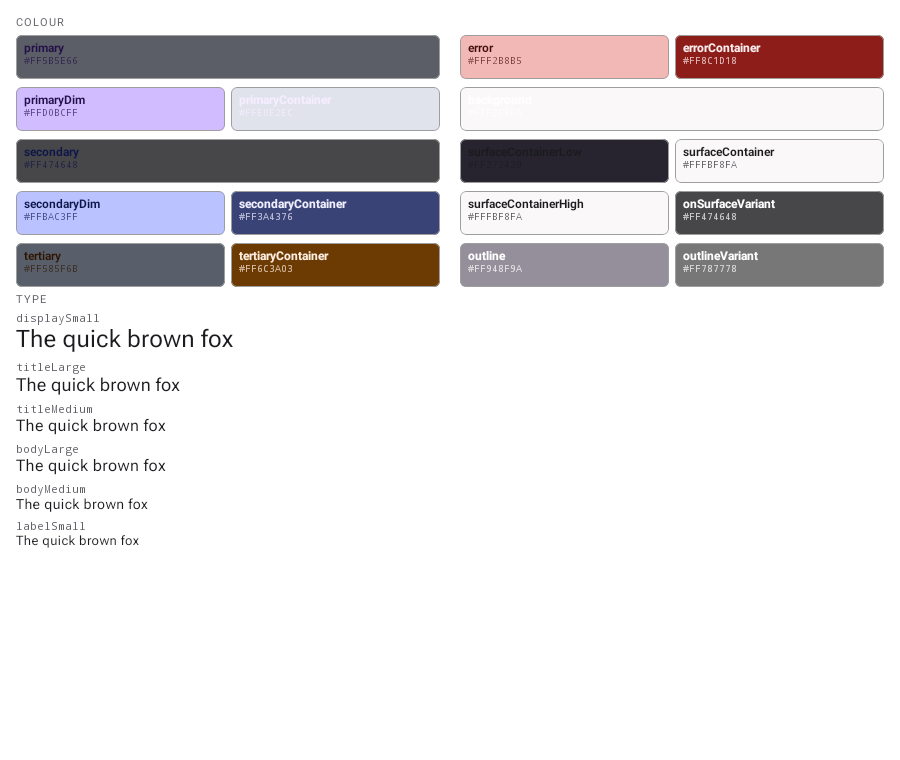 COLOUR
primary
#FF5B5E66
primaryDim
#FFD0BCFF
primaryContainer
secondary
#FF474648
secondaryDim
#FFBAC3FF
secondaryContainer
#FF3A4376
tertiary
#FF585F6B
tertiaryContainer
#FF6C3A03
error
#FFF2B8B5
errorContainer
#FF8C1D18
background
surfaceContainerLow
surfaceContainer
#FFFBF8FA
surfaceContainerHigh
#FFFBF8FA
onSurfaceVariant
#FF474648
outline
#FF948F9A
outlineVariant
#FF787778
TYPE
displaySmall
The quick brown fox
titleLarge
The quick brown fox
titleMedium
The quick brown fox
bodyLarge
The quick brown fox
bodyMedium
The quick brown fox
labelSmall
The quick brown fox